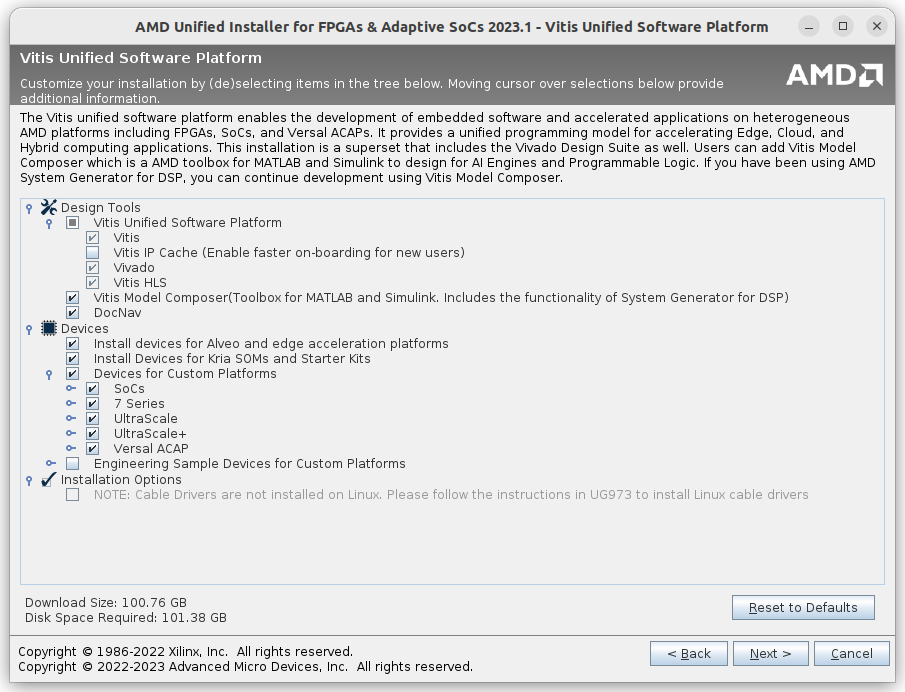 AMD Unified Installer for FPGAs & Adaptive SoCs 2023.1 - Vitis Unified Software Platform
Vitis Unified Software Platform
Customize your installation by (de)selecting items in the tree below. Moving cursor over selections below provide
additional information.
AMD
The Vitis unified software platform enables the development of embedded software and accelerated applications on heterogeneous
AMD platforms including FPGAs, SoCs, and Versal ACAPs. It provides a unified programming model for accelerating Edge, Cloud, and
Hybrid computing applications. This installation is a superset that includes the Vivado Design Suite as well. Users can add Vitis Model
Composer which is a AMD toolbox for MATLAB and Simulink to design for AI Engines and Programmable Logic. If you have been using AMD
System Generator for DSP, you can continue development using Vitis Model Composer.
Design Tools
Vitis Unified Software Platform
Vitis
Vitis IP Cache (Enable faster on-boarding for new users)
Vivado
Vitis HLS
Vitis Model Composer(Toolbox for MATLAB and Simulink. Includes the functionality of System Generator for DSP)
DocNav
Devices
Install devices for Alveo and edge acceleration platforms
Install Devices for Kria SOMs and Starter Kits
Devices for Custom Platforms
SoCs
7 Series
UltraScale
UltraScale+
Versal ACAP
Engineering Sample Devices for Custom Platforms
Installation Options
NOTE: Cable Drivers are not installed on Linux. Please follow the instructions in UG973 to install Linux cable drivers
Download Size: 100.76 GB
Disk Space Required: 101.38 GB
Reset to Defaults
Copyright © 1986-2022 Xilinx, Inc. All rights reserved.
Copyright © 2022-2023 Advanced Micro Devices, Inc. All rights reserved.
< Back
Next >
Cancel